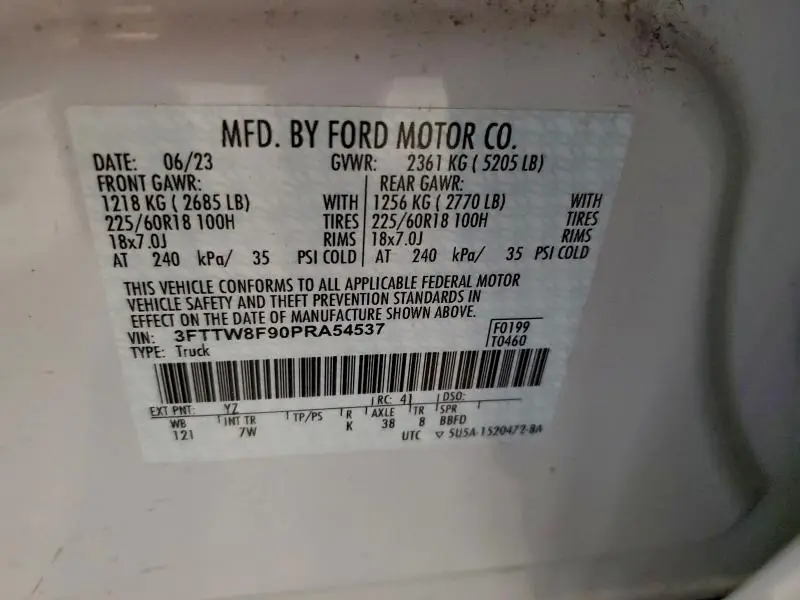 MFD. BY FORD MOTOR CO.
DATE: 06/23 GVWR: 2361 KG ( 5205 LB)
FRONT GAWR: REAR GAWR:
1218 KG ( 2685 LB) WITH 1256 KG ( 2770 LB) WITH
225/60R18 100H TIRES 225/60R18 100H TIRES
18x7.0J RIMS 18x7.0J RIMS
AT 240 kPa/ 35 PSI COLD AT 240 kPa/ 35 PSI COLD
THIS VEHICLE CONFORMS TO ALL APPLICABLE FEDERAL MOTOR
VEHICLE SAFETY AND THEFT PREVENTION STANDARDS IN
EFFECT ON THE DATE OF MANUFACTURE SHOWN ABOVE.
VIN: 3FTTW8F90PRA54537 F0199
TYPE: Truck T0460
EXT PNT: YZ RC: 41 DSO:
WB INT TR TP/PS R AXLE TR SPR
121 7W K 38 8 BBFD
UTC ▽ 5U5A-1520472-BA